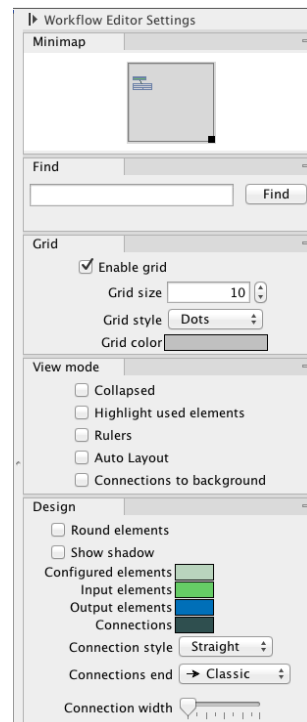 Workflow Editor Settings
Minimap
Find
Find
Grid
Enable grid
Grid size 10
Grid style Dots
Grid color
View mode
Collapsed
Highlight used elements
Rulers
Auto Layout
Connections to background
Design
Round elements
Show shadow
Configured elements
Input elements
Output elements
Connections
Connection style Straight
Connections end Classic
Connection width